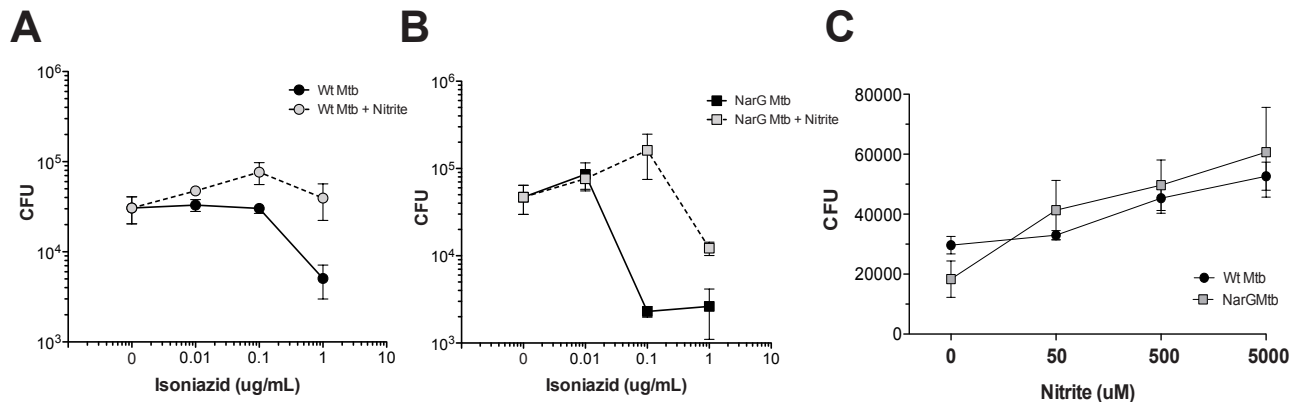 A
B
C
10^6
10^5
10^4
10^3
CFU
Wt Mtb
Wt Mtb + Nitrite
0
0.01
0.1
1
10
Isoniazid (ug/mL)
10^6
10^5
10^4
10^3
CFU
NarG Mtb
NarG Mtb + Nitrite
0
0.01
0.1
1
10
Isoniazid (ug/mL)
80000
60000
40000
20000
0
CFU
Wt Mtb
NarGMtb
0
50
500
5000
Nitrite (uM)